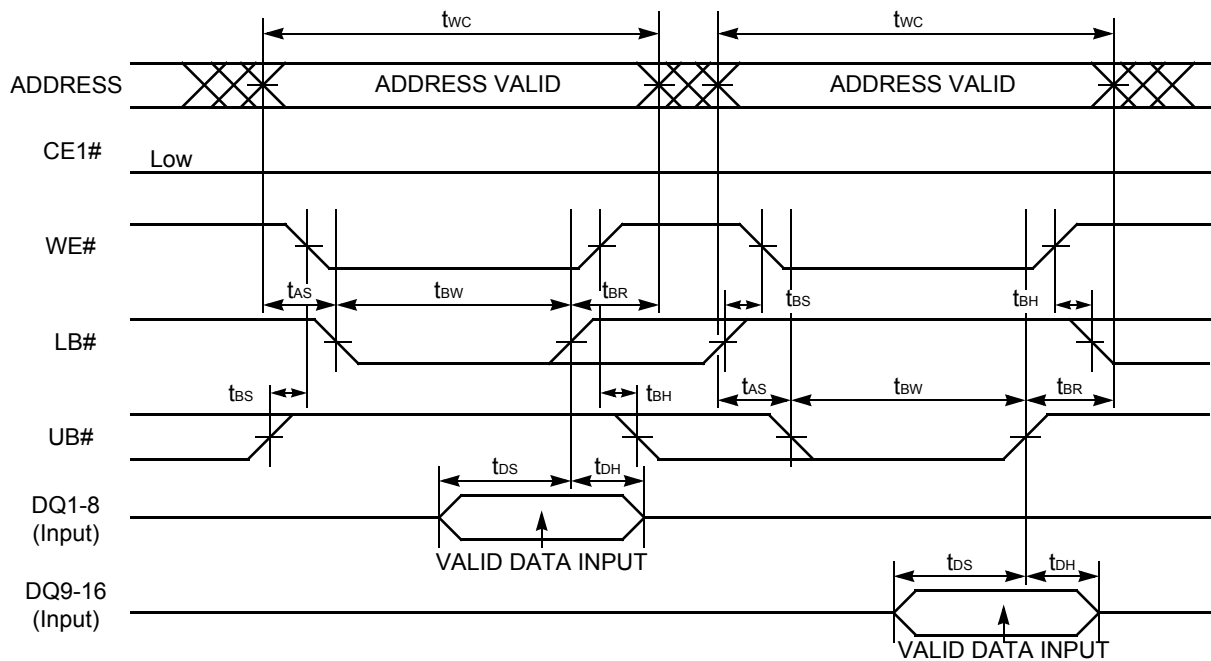 tWC tWC
ADDRESS ADDRESS VALID ADDRESS VALID
CE1# Low
WE#
tAS tBW tBR tBS tBH
LB#
tBS tBH tAS tBW tBR
UB#
tDS tDH
DQ1-8
(Input)
VALID DATA INPUT
tDS tDH
DQ9-16
(Input)
VALID DATA INPUT